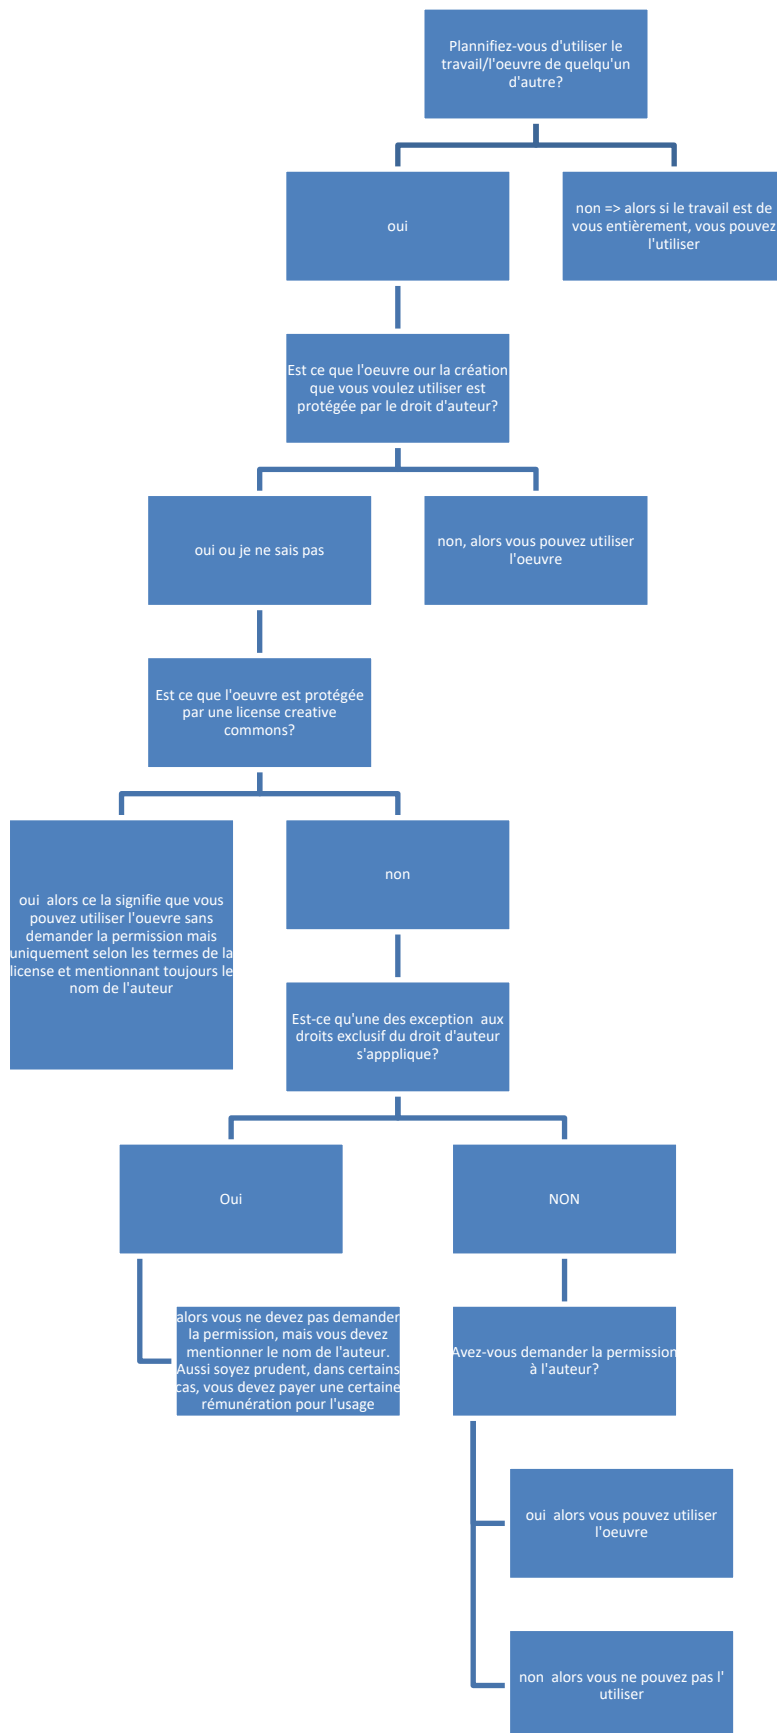 Plannifiez-vous d'utiliser le
travail/l'oeuvre de quelqu'un
d'autre?
oui
non => alors si le travail est de
vous entièrement, vous pouvez
l'utiliser
Est ce que l'oeuvre our la création
que vous voulez utiliser est
protégée par le droit d'auteur?
oui ou je ne sais pas
non, alors vous pouvez utiliser
l'oeuvre
Est ce que l'oeuvre est protégée
par une license creative
commons?
oui alors ce la signifie que vous
pouvez utiliser l'ouevre sans
demander la permission mais
uniquement selon les termes de la
license et mentionnant toujours le
nom de l'auteur
non
Est-ce qu'une des exception aux
droits exclusif du droit d'auteur
s'appplique?
Oui
NON
alors vous ne devez pas demander
la permission, mais vous devez
mentionner le nom de l'auteur.
Aussi soyez prudent, dans certains
cas, vous devez payer une certaine
rémunération pour l'usage
Avez-vous demander la permission
à l'auteur?
oui alors vous pouvez utiliser
l'oeuvre
non alors vous ne pouvez pas l'
utiliser